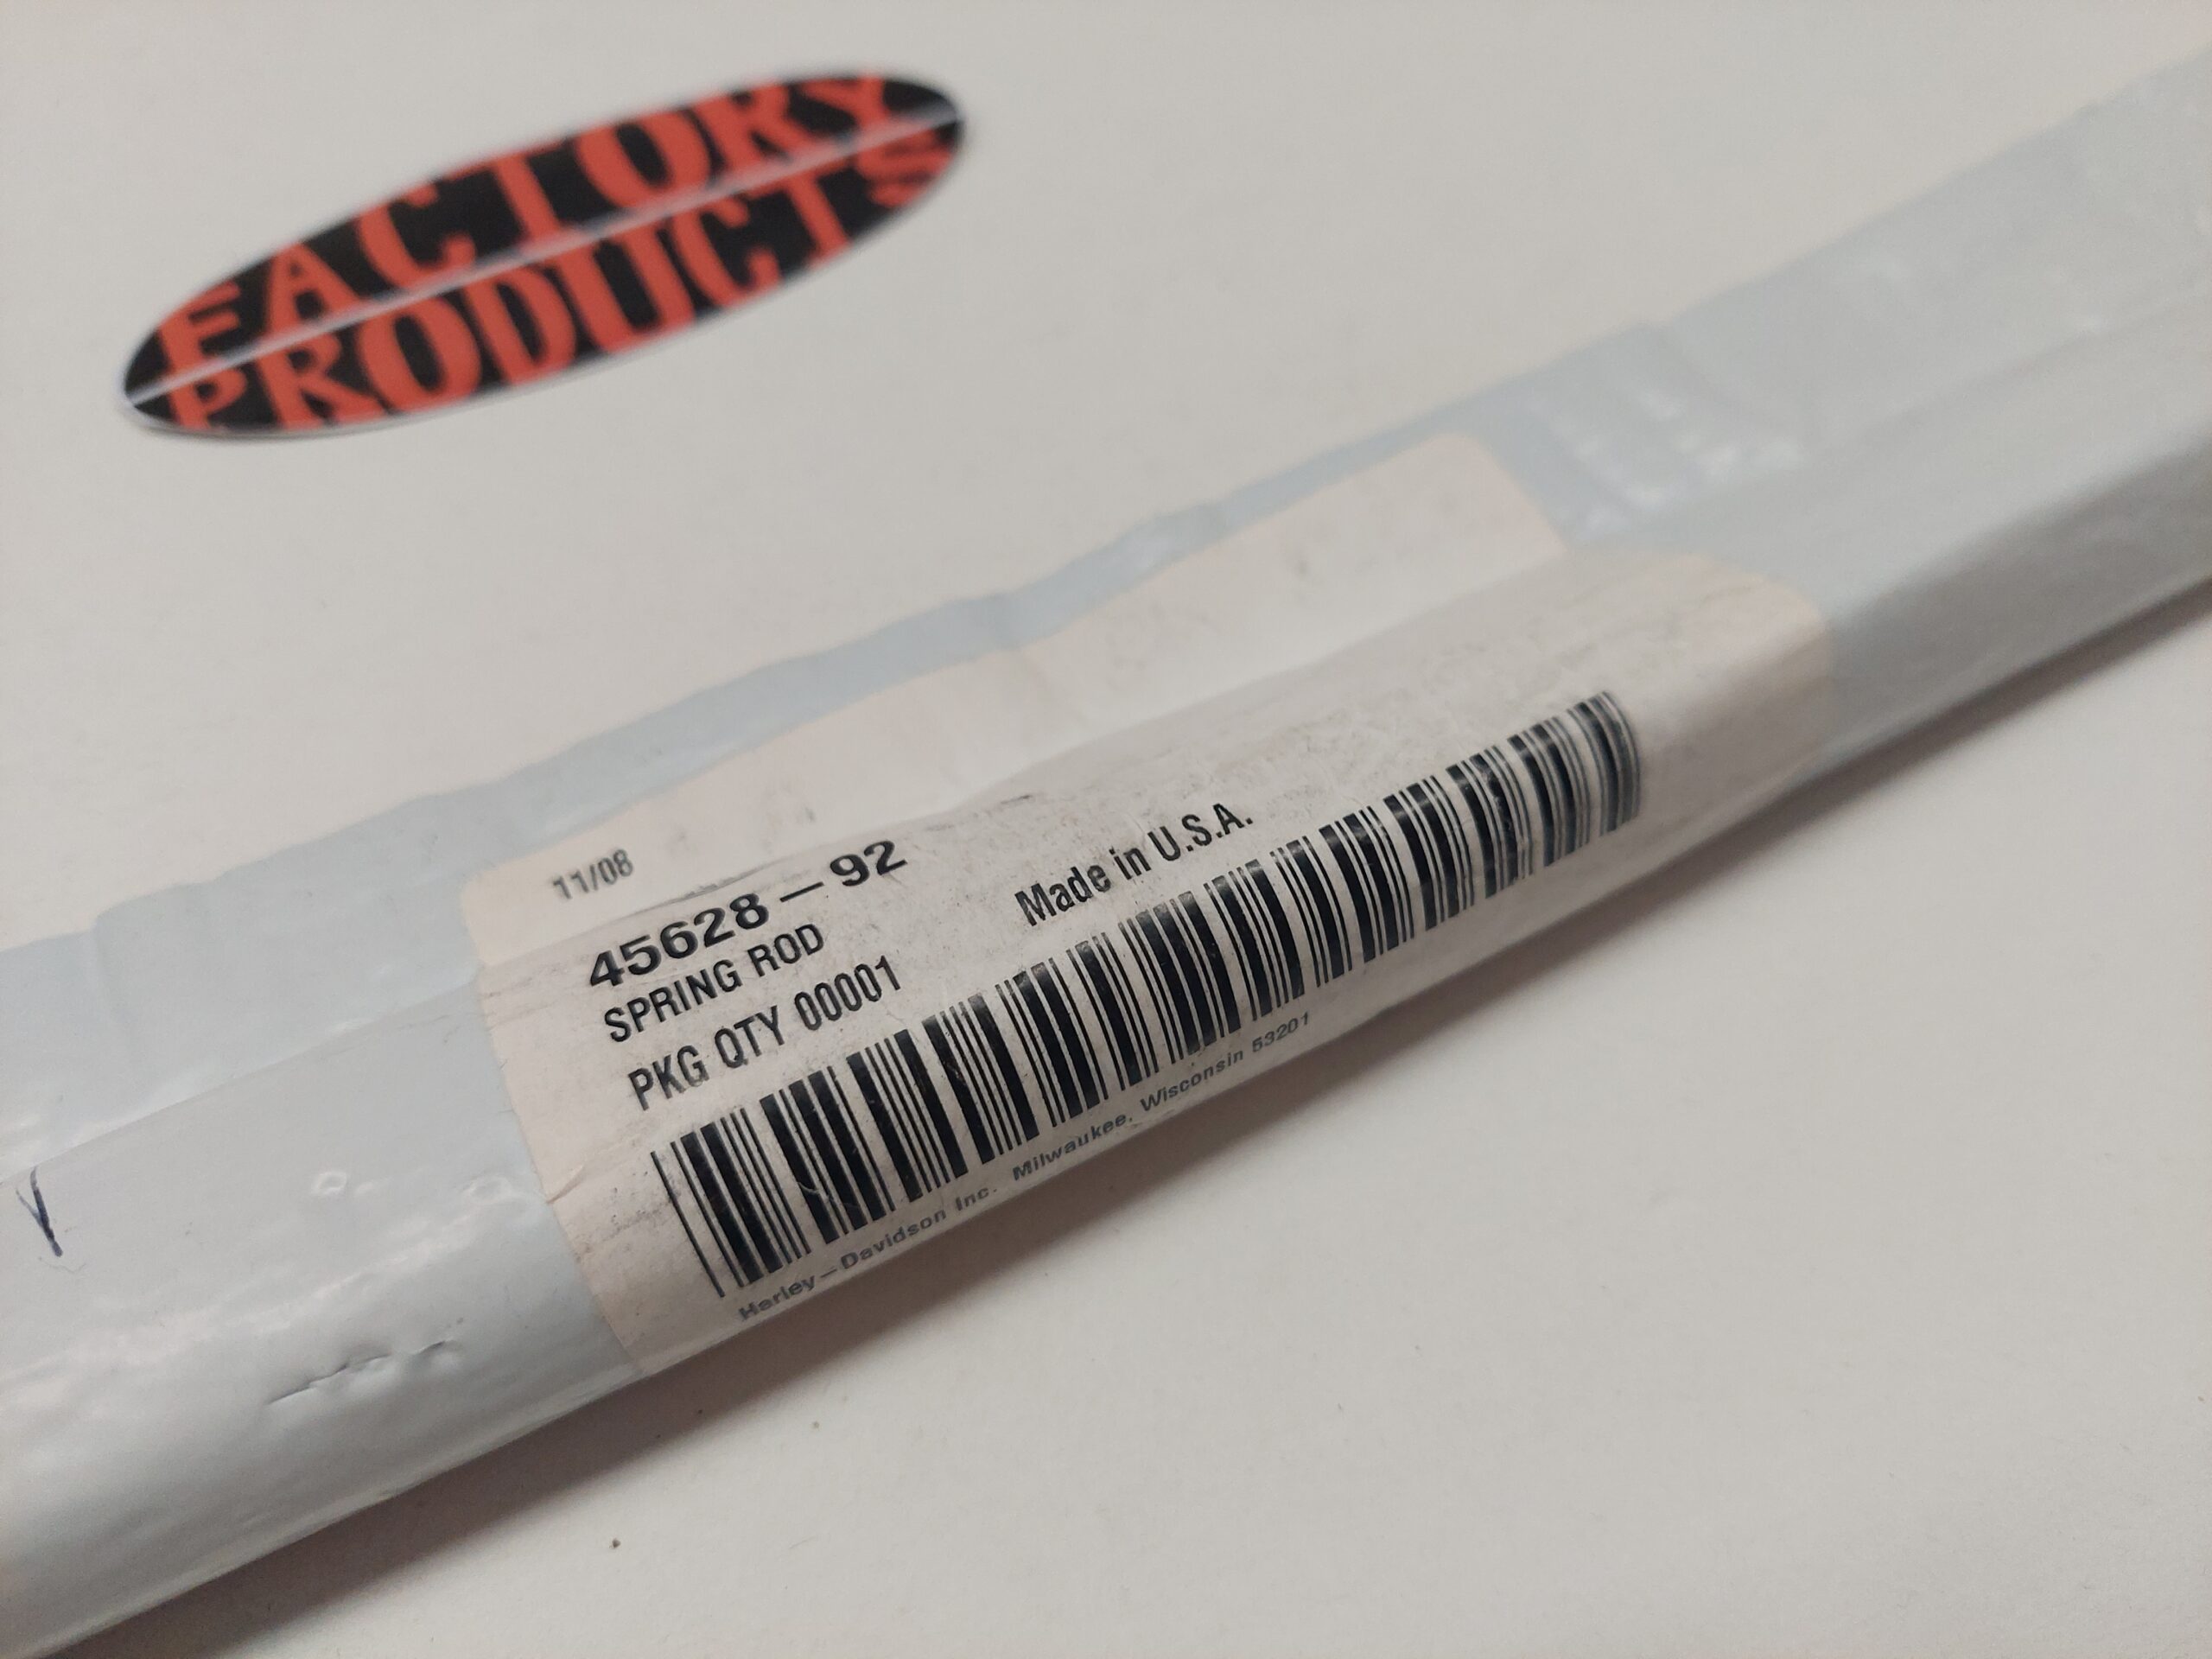 FACTORY
PRODUCTS
11/08
45628-92
SPRING ROD
PKG QTY 00001
Made in U.S.A.
Harley-Davidson Inc. Milwaukee, Wisconsin 53201